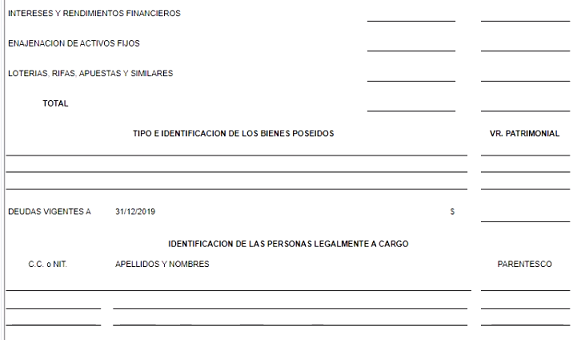 INTERESES Y RENDIMIENTOS FINANCIEROS
ENAJENACION DE ACTIVOS FIJOS
LOTERIAS, RIFAS, APUESTAS Y SIMILARES
TOTAL
TIPO E IDENTIFICACION DE LOS BIENES POSEIDOS VR. PATRIMONIAL
DEUDAS VIGENTES A 31/12/2019 $
IDENTIFICACION DE LAS PERSONAS LEGALMENTE A CARGO
C.C. o NIT. APELLIDOS Y NOMBRES PARENTESCO